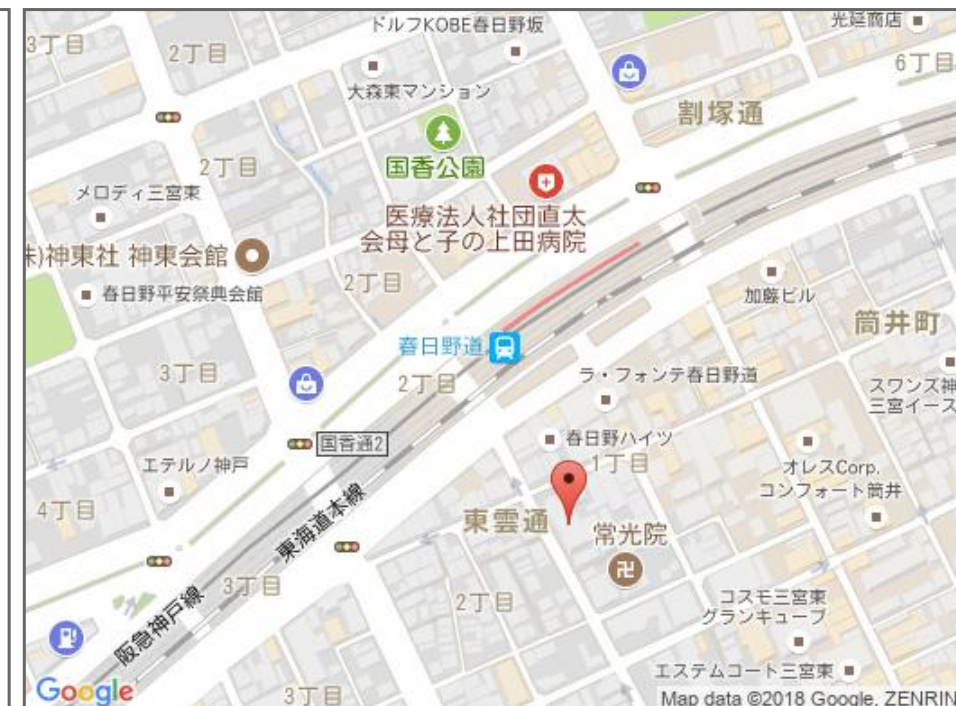 ドルフKOBE春日野坂
光延商店
3丁目
2丁目
6丁目
大森東マンション
割塚通
国香公園
2丁目
メロディ三宮東
医療法人社団直太
会母と子の上田病院
株)神東社 神東会館
2丁目
春日野平安祭典会館
加藤ビル
筒井町
春日野道
3丁目
2丁目
ラ・フォンテ春日野道
スワンズ神
三宮イース
国香通2
春日野ハイツ
エテルノ神戸
1丁目
オレスCorp.
コンフォート筒井
4丁目
東雲通
東海道本線
常光院
卍
3丁目
2丁目
コスモ三宮東
グランキューブ
阪急神戸線
エステムコート三宮東
Google
3丁目
Map data ©2018 Google, ZENRIN